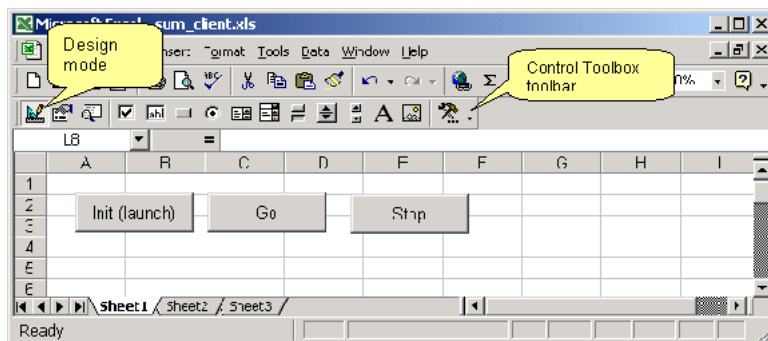 Microsoft Excel - sum_client.xls
Design mode
Format Tools Data Window Help
Control Toolbox toolbar
ab|
A
L8
=
A B C D E F G H I
1
2
Init (launch) Go Stop
3
4
5
6
Sheet1 Sheet2 Sheet3
Ready